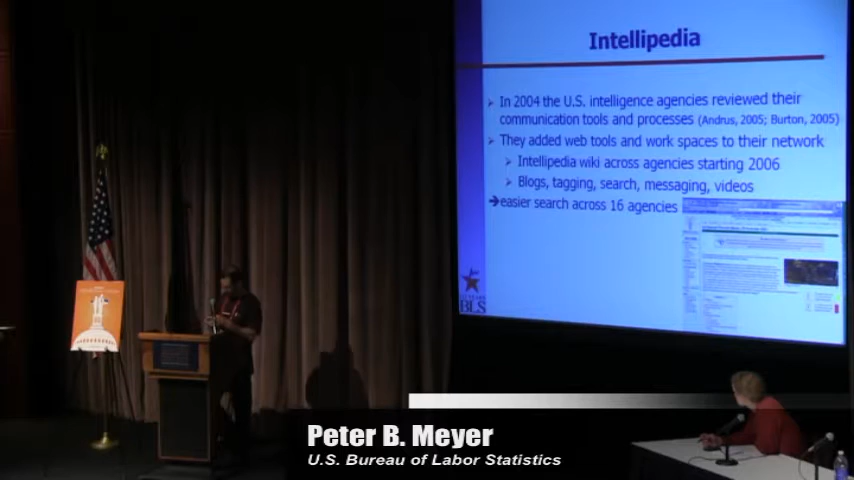 Intellipedia
➢ In 2004 the U.S. intelligence agencies reviewed their
communication tools and processes (Andrus, 2005; Burton, 2005)
➢ They added web tools and work spaces to their network
➢ Intellipedia wiki across agencies starting 2006
➢ Blogs, tagging, search, messaging, videos
➔easier search across 16 agencies
BLS
Peter B. Meyer
U.S. Bureau of Labor Statistics